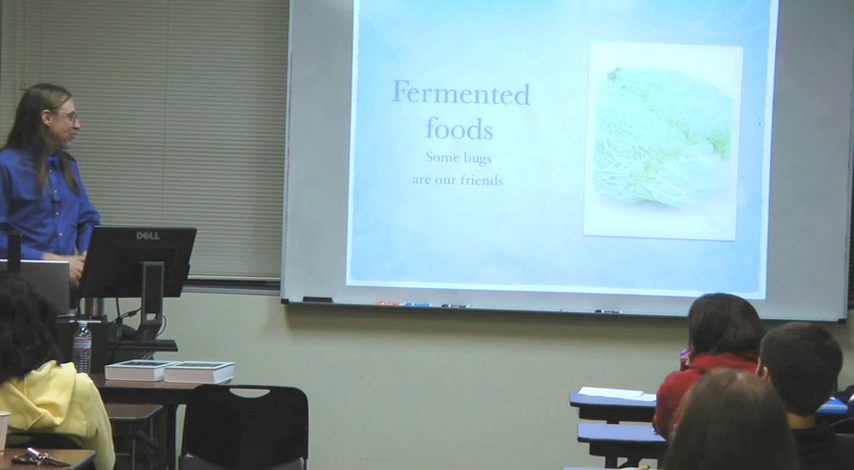 Fermented
foods
Some bugs
are our friends
DELL